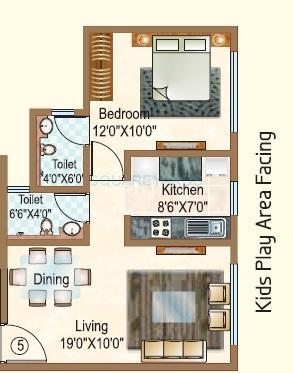 Bedroom
12'0"X10'0"
Toilet
4'0"X6'0"
Kitchen
8'6"X7'0"
Toilet
6'6"X4'0"
Dining
Living
19'0"X10'0"
5
Kids Play Area Facing